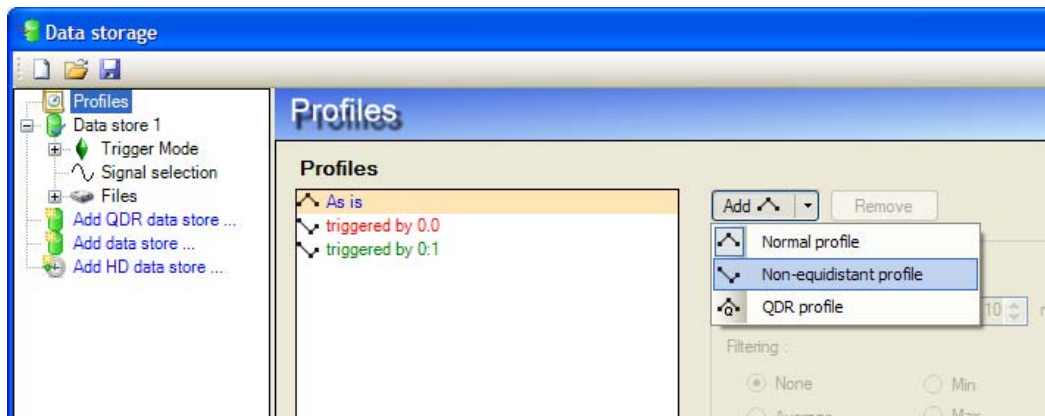 Data storage
Profiles
Data store 1
Trigger Mode
Signal selection
Files
Add QDR data store ...
Add data store ...
Add HD data store ...
Profiles
Profiles
As is
triggered by 0.0
triggered by 0:1
Add
Remove
Normal profile
Non-equidistant profile
QDR profile
10
Filtering :
None
Min
Average
Max